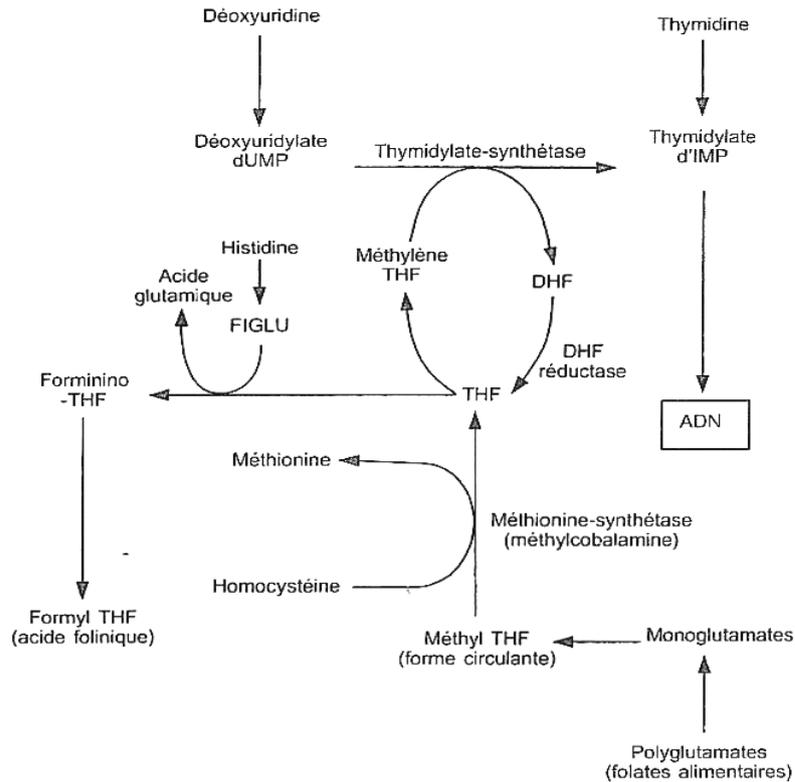 Déoxyuridine
Thymidine
Déoxyuridylate
dUMP
Thymidylate-synthétase
Thymidylate
d'IMP
Histidine
Acide
glutamique
FIGLU
Méthylène
THF
DHF
DHF
réductase
Forminino
-THF
THF
ADN
Méthionine
Mélhionine-synthétase
(méthylcobalamine)
Homocystéine
Formyl THF
(acide folinique)
Méthyl THF
(forme circulante)
Monoglutamates
Polyglutamates
(folates alimentaires)